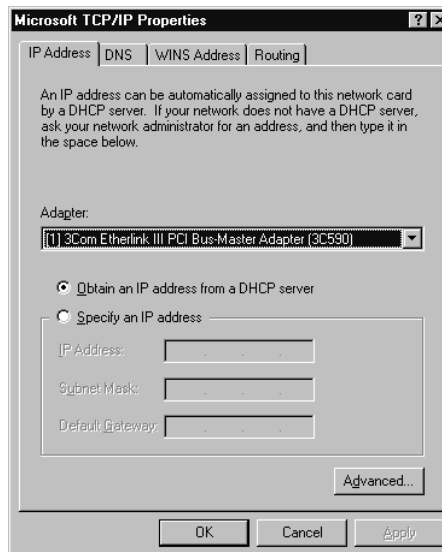 Microsoft TCP/IP Properties
IP Address DNS WINS Address Routing
An IP address can be automatically assigned to this network card
by a DHCP server. If your network does not have a DHCP server,
ask your network administrator for an address, and then type it in
the space below.
Adapter:
[1] 3Com Etherlink III PCI Bus-Master Adapter (3C590)
Obtain an IP address from a DHCP server
Specify an IP address
IP Address:
Subnet Mask:
Default Gateway:
Advanced...
OK Cancel Apply